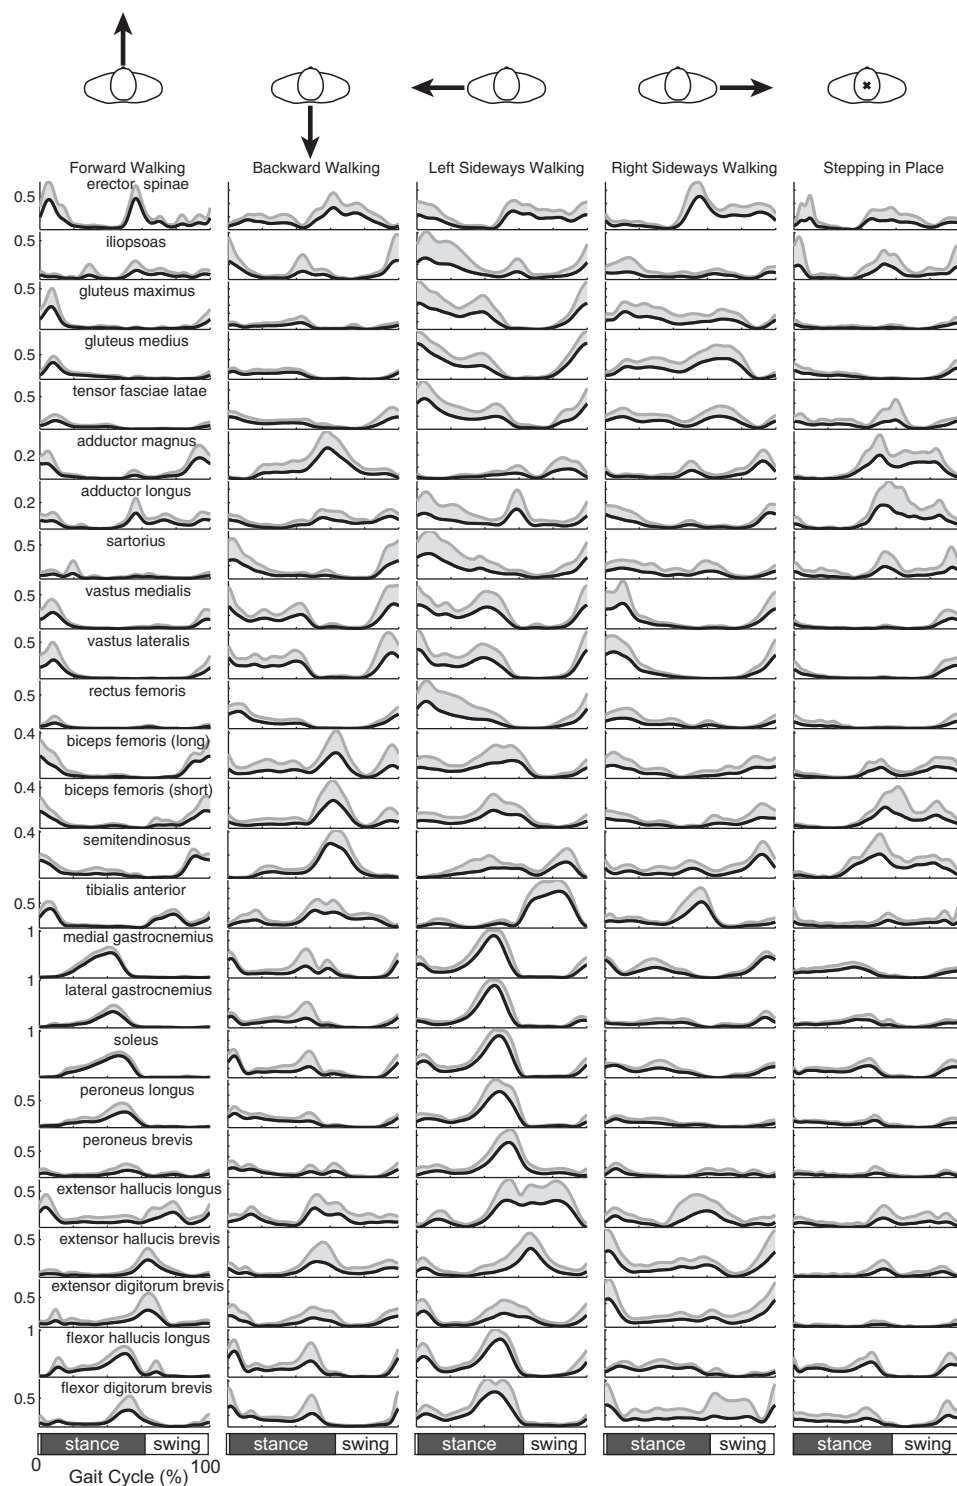 Forward Walking
Backward Walking
Left Sideways Walking
Right Sideways Walking
Stepping in Place
erector spinae
0.5
iliopsoas
0.5
gluteus maximus
0.5
gluteus medius
0.5
tensor fasciae latae
0.5
adductor magnus
0.2
adductor longus
0.2
sartorius
0.5
vastus medialis
0.5
vastus lateralis
0.5
rectus femoris
0.5
biceps femoris (long)
0.4
biceps femoris (short)
0.4
semitendinosus
0.4
tibialis anterior
0.5
medial gastrocnemius
1
lateral gastrocnemius
1
soleus
1
peroneus longus
0.5
peroneus brevis
0.5
extensor hallucis longus
0.5
extensor hallucis brevis
0.5
extensor digitorum brevis
0.5
flexor hallucis longus
1
flexor digitorum brevis
0.5
stance swing stance swing stance swing stance swing stance swing
0 100
Gait Cycle (%)